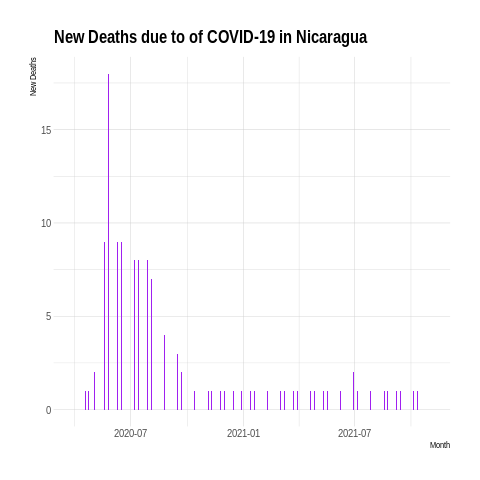 New Deaths due to of COVID-19 in Nicaragua
New Deaths
15
10
5
0
2020-07
2021-01
2021-07
Month